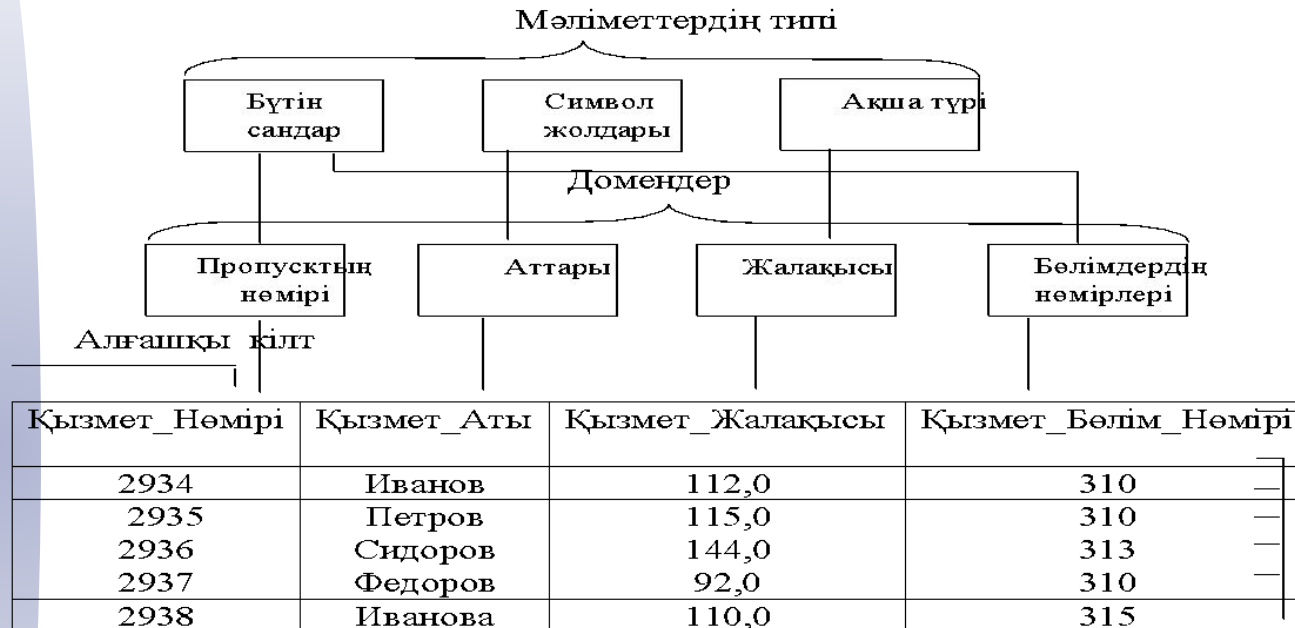 Мәліметтердің типі
Бүтін
сандар
Символ
жолдары
Ақша түрі
Домендер
Пропусктың
нөмірі
Аттары
Жалақысы
Бөлімдердің
нөмірлері
Алғашқы кілт
Қызмет_Нөмірі Қызмет_Аты Қызмет_Жалақысы Қызмет_Бөлім_Нөмірі
2934 Иванов 112,0 310
2935 Петров 115,0 310
2936 Сидоров 144,0 313
2937 Федоров 92,0 310
2938 Иванова 110,0 315